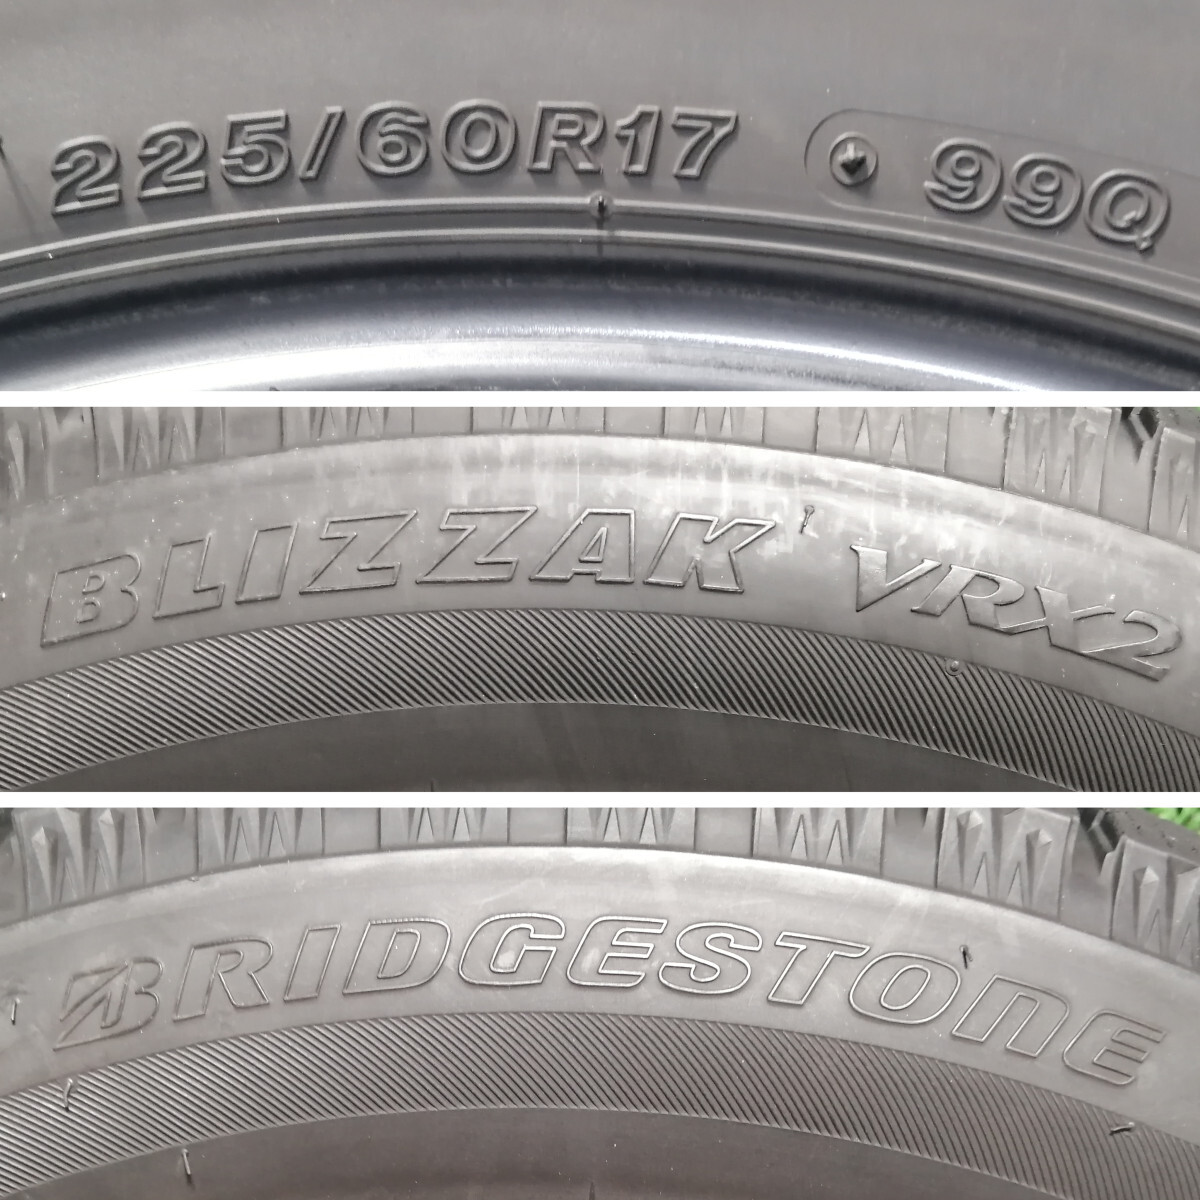 225/60R17 99Q
BLIZZAK VRX2
BRIDGESTONE